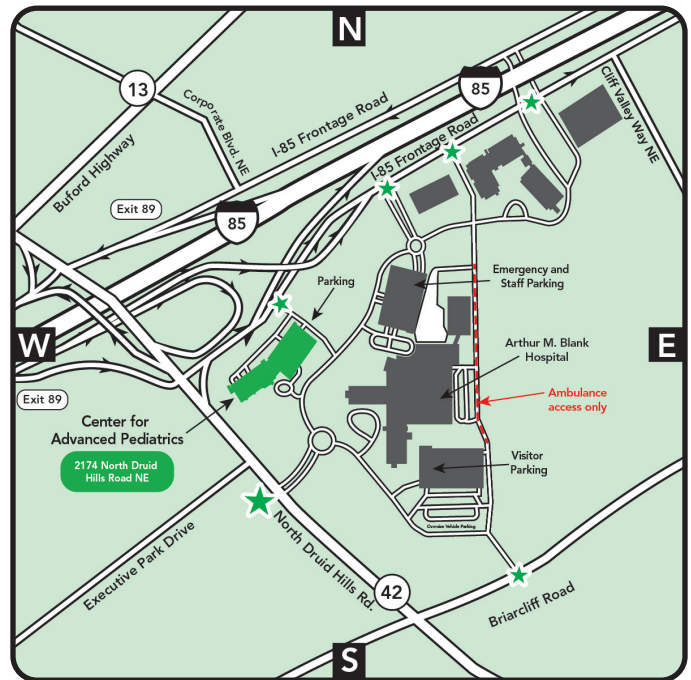 N
13
Corporate Blvd. NE
Buford Highway
I-85 Frontage Road
85
Cliff Valley Way NE
I-85 Frontage Road
Exit 89
85
Emergency and
Staff Parking
Parking
W
E
Arthur M. Blank
Hospital
Exit 89
Ambulance
access only
Center for
Advanced Pediatrics
2174 North Druid
Hills Road NE
Visitor
Parking
Oversize Vehicle Parking
Executive Park Drive
North Druid Hills Rd.
42
Briarcliff Road
S